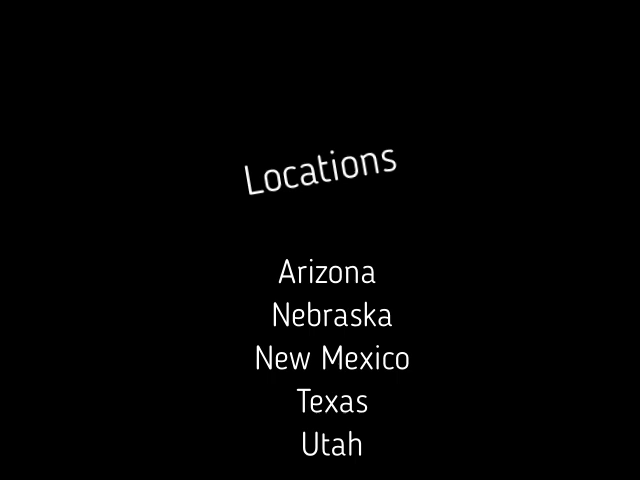 Locations
Arizona
Nebraska
New Mexico
Texas
Utah